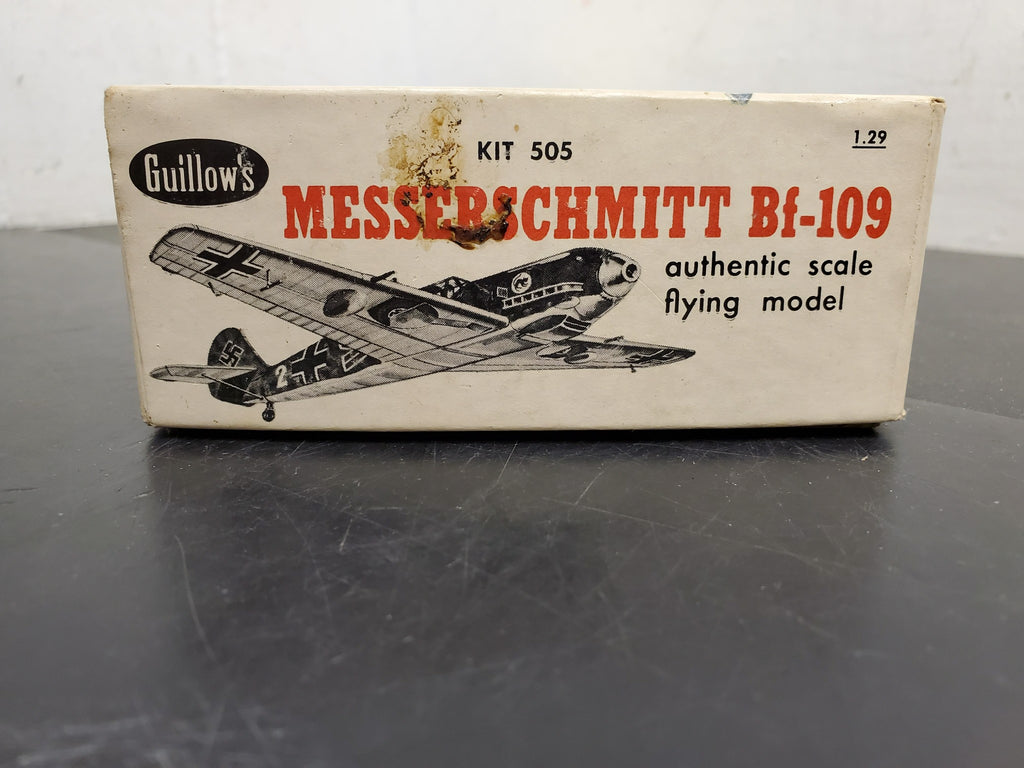 Guillow's
KIT 505
1.29
MESSERSCHMITT Bf-109
authentic scale
flying model
2